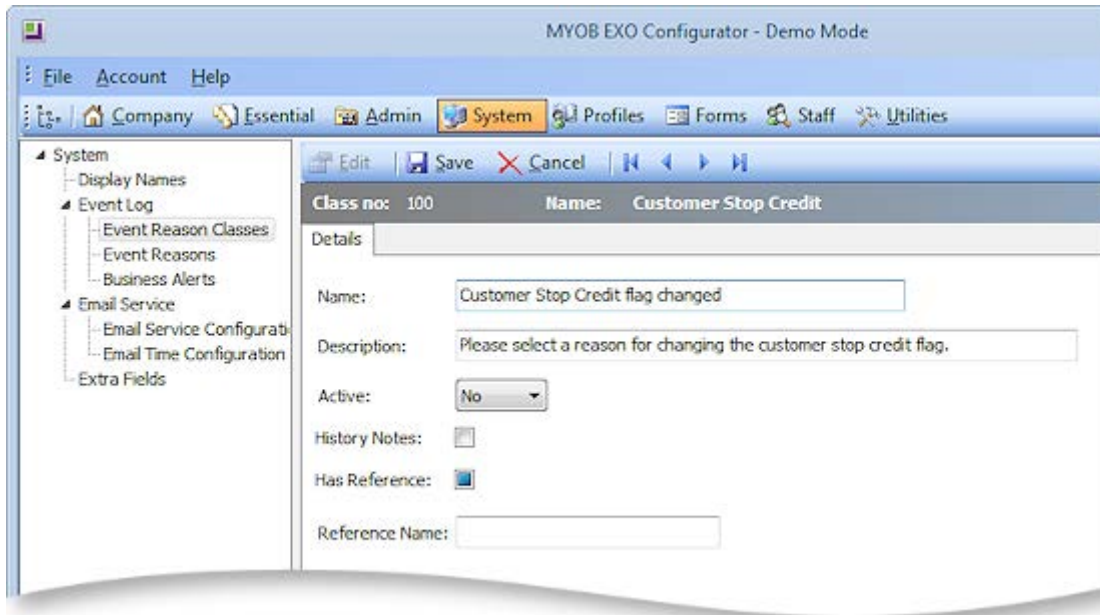 MYOB EXO Configurator - Demo Mode
File Account Help
Company Essential Admin System Profiles Forms Staff Utilities
System
Display Names
Event Log
Event Reason Classes
Event Reasons
Business Alerts
Email Service
Email Service Configurati
Email Time Configuration
Extra Fields
Edit Save Cancel
Class no: 100 Name: Customer Stop Credit
Details
Name: Customer Stop Credit flag changed
Description: Please select a reason for changing the customer stop credit flag.
Active: No
History Notes:
Has Reference:
Reference Name: